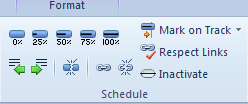 Format
0% 25% 50% 75% 100%
Mark on Track
Respect Links
Inactivate
Schedule